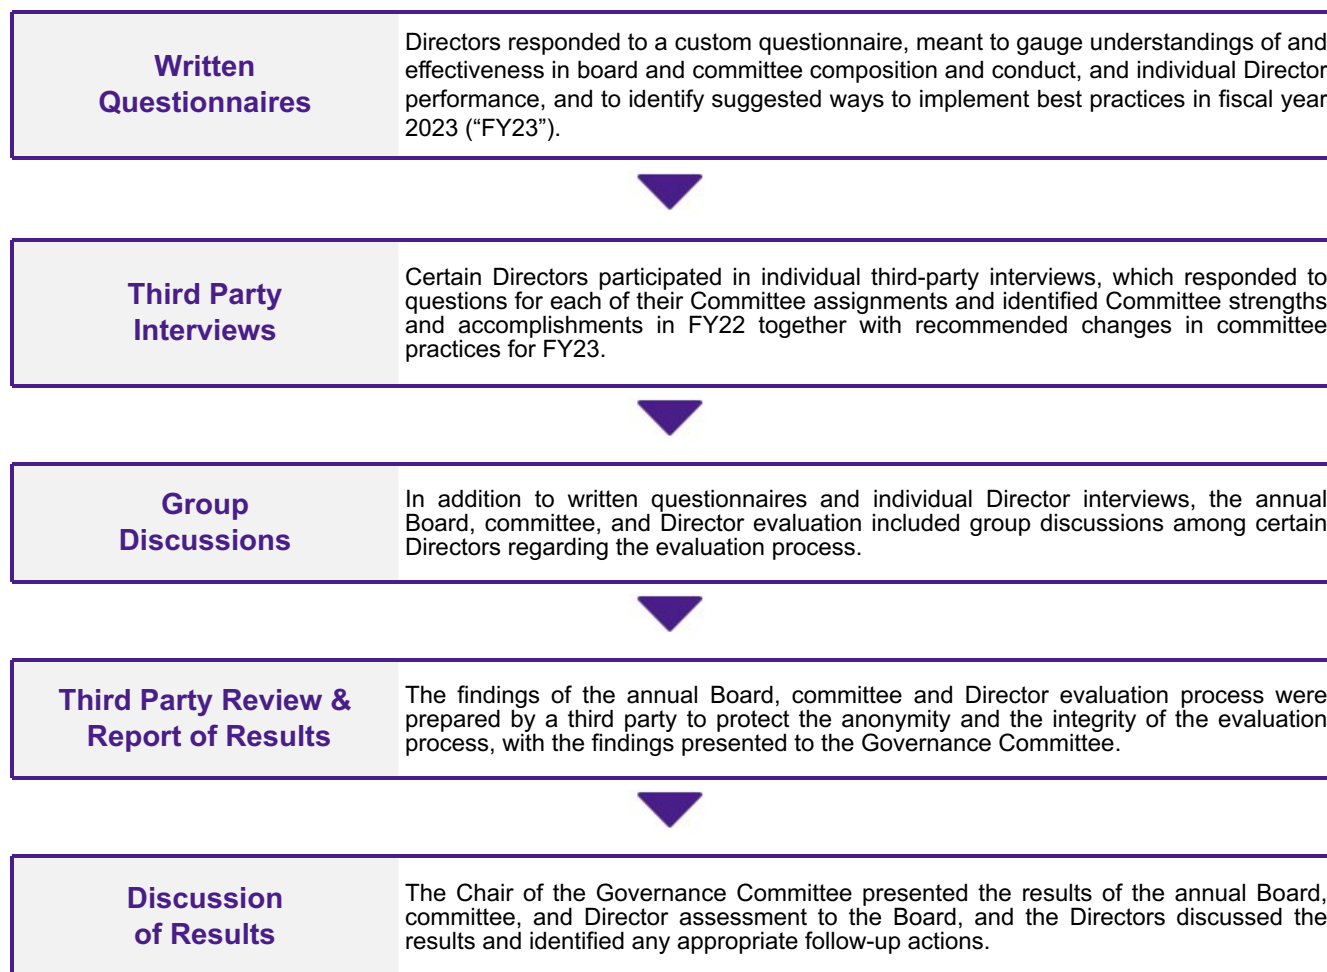 Written
Questionnaires
Directors responded to a custom questionnaire, meant to gauge understandings of and
effectiveness in board and committee composition and conduct, and individual Director
performance, and to identify suggested ways to implement best practices in fiscal year
2023 (“FY23”).
Third Party
Interviews
Certain Directors participated in individual third-party interviews, which responded to
questions for each of their Committee assignments and identified Committee strengths
and accomplishments in FY22 together with recommended changes in committee
practices for FY23.
Group
Discussions
In addition to written questionnaires and individual Director interviews, the annual
Board, committee, and Director evaluation included group discussions among certain
Directors regarding the evaluation process.
Third Party Review &
Report of Results
The findings of the annual Board, committee and Director evaluation process were
prepared by a third party to protect the anonymity and the integrity of the evaluation
process, with the findings presented to the Governance Committee.
Discussion
of Results
The Chair of the Governance Committee presented the results of the annual Board,
committee, and Director assessment to the Board, and the Directors discussed the
results and identified any appropriate follow-up actions.